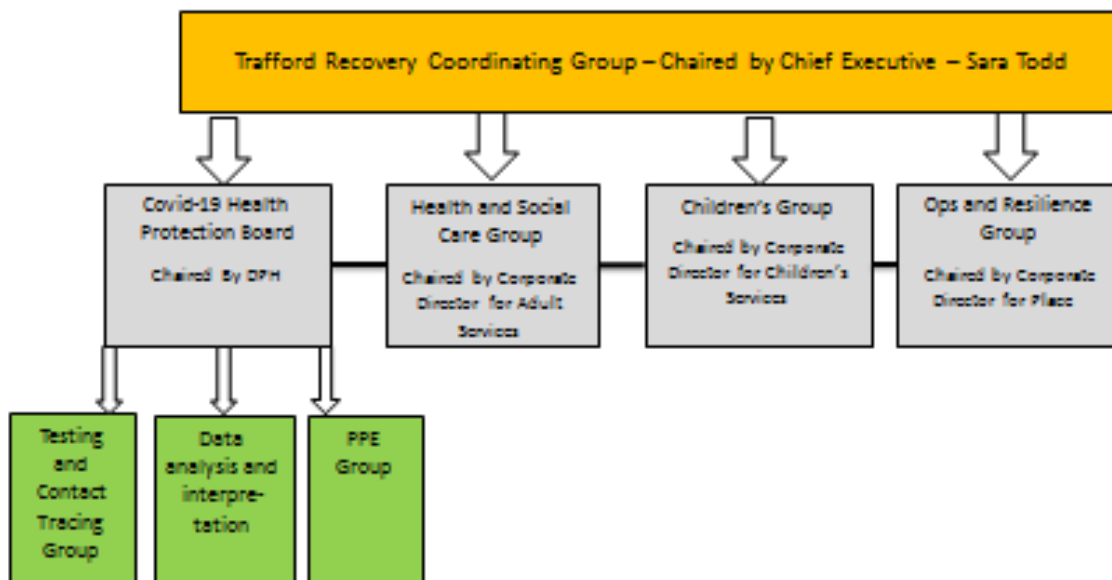 Trafford Recovery Coordinating Group – Chaired by Chief Executive – Sara Todd
Covid-19 Health
Protection Board
Chaired By DPH
Health and Social
Care Group
Chaired by Corporate
Director for Adult
Services
Children's Group
Chaired by Corporate
Director for Children's
Services
Ops and Resilience
Group
Chaired by Corporate
Director for Place
Testing
and
Contact
Tracing
Group
Data
analysis and
interpre-
tation
PPE
Group